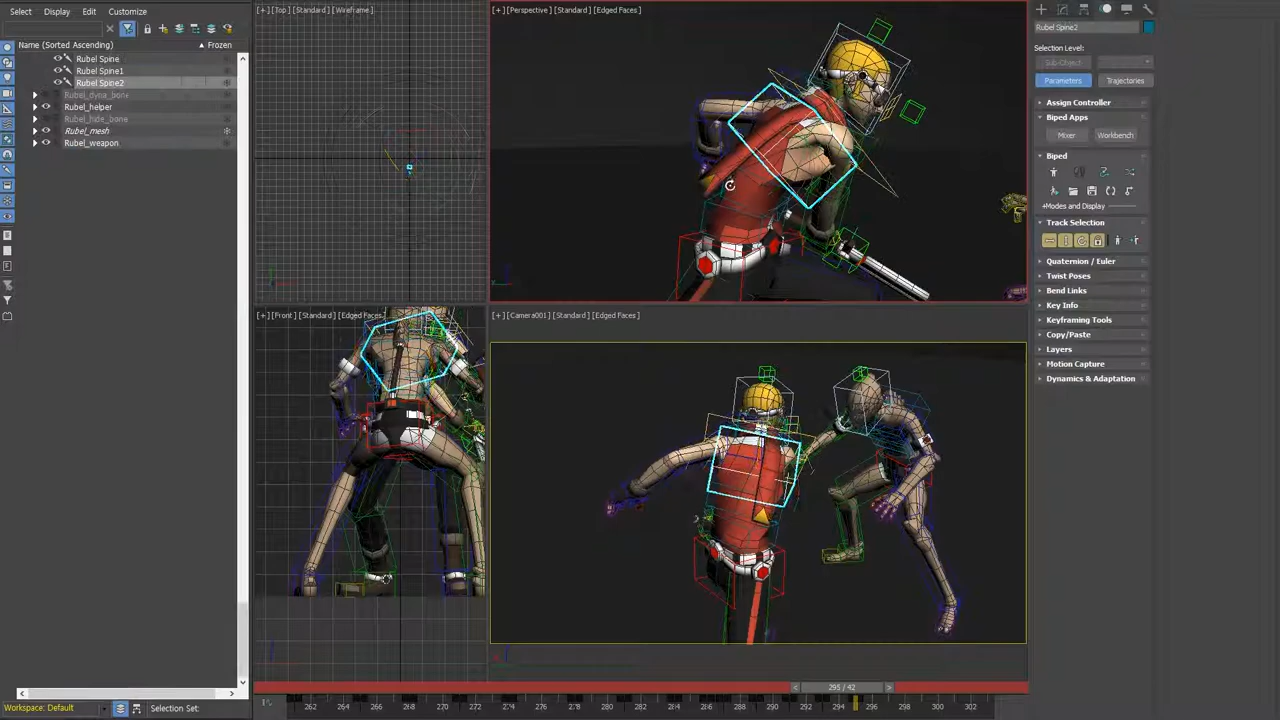 Select Display Edit Customize
Name (Sorted Ascending) ▲ Frozen
Rubel Spine
Rubel Spine1
Rubel Spine2
Rubel_dyna_bone
Rubel_helper
Rubel_hide_bone
Rubel_mesh
Rubel_weapon
Workspace: Default
Selection Set:
[+] [Top] [Standard] [Wireframe]
[+] [Perspective] [Standard] [Edged Faces]
[+] [Front] [Standard] [Edged Faces]
[+] [Camera001] [Standard] [Edged Faces]
< 295 / 42 >
262 264 266 268 270 272 274 276 278 280 282 284 286 288 290 292 294 296 298 300 302
Rubel Spine2
Selection Level:
Sub-Object
Parameters Trajectories
Assign Controller
Biped Apps
Mixer Workbench
Biped
+Modes and Display
Track Selection
Quaternion / Euler
Twist Poses
Bend Links
Key Info
Keyframing Tools
Copy/Paste
Layers
Motion Capture
Dynamics & Adaptation